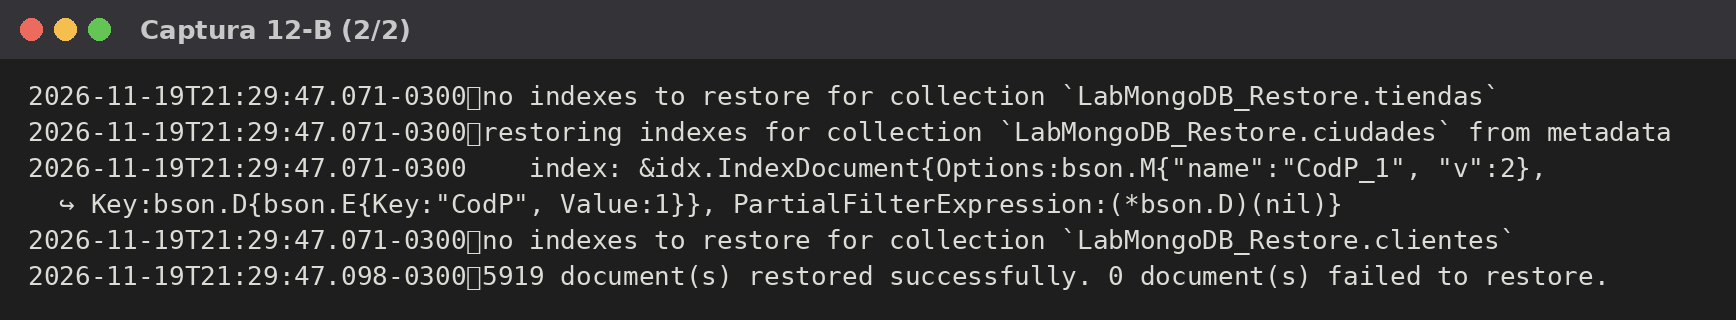 Captura 12-B (2/2)
2026-11-19T21:29:47.071-0300▯no indexes to restore for collection `LabMongoDB_Restore.tiendas`
2026-11-19T21:29:47.071-0300▯restoring indexes for collection `LabMongoDB_Restore.ciudades` from metadata
2026-11-19T21:29:47.071-0300    index: &idx.IndexDocument{Options:bson.M{"name":"CodP_1", "v":2},
  ↪ Key:bson.D{bson.E{Key:"CodP", Value:1}}, PartialFilterExpression:(*bson.D)(nil)}
2026-11-19T21:29:47.071-0300▯no indexes to restore for collection `LabMongoDB_Restore.clientes`
2026-11-19T21:29:47.098-0300▯5919 document(s) restored successfully. 0 document(s) failed to restore.